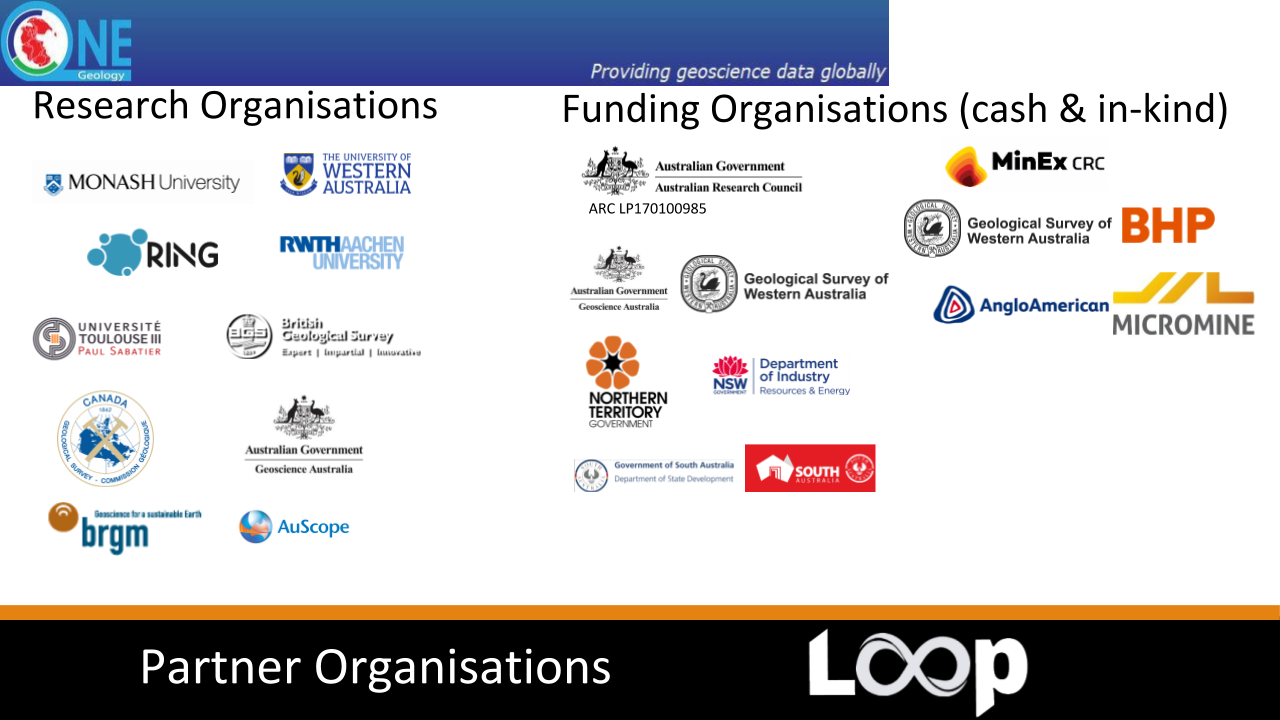 ONE
Geology
Providing geoscience data globally
Research Organisations
MONASH University
THE UNIVERSITY OF
WESTERN
AUSTRALIA
RING
RWTHAACHEN
UNIVERSITY
UNIVERSITÉ
TOULOUSE III
PAUL SABATIER
BGS
British
Geological Survey
Expert | Impartial | Innovative
CANADA
1842
GEOLOGICAL SURVEY - COMMISSION GÉOLOGIQUE
Australian Government
Geoscience Australia
Geoscience for a sustainable Earth
brgm
AuScope
Funding Organisations (cash & in-kind)
Australian Government
Australian Research Council
ARC LP170100985
Australian Government
Geoscience Australia
Geological Survey of
Western Australia
NORTHERN
TERRITORY
GOVERNMENT
NSW
GOVERNMENT
Department
of Industry
Resources & Energy
Government of South Australia
Department of State Development
SOUTH
AUSTRALIA
MinEx CRC
Geological Survey of
Western Australia
BHP
AngloAmerican
MICROMINE
Partner Organisations
Loop